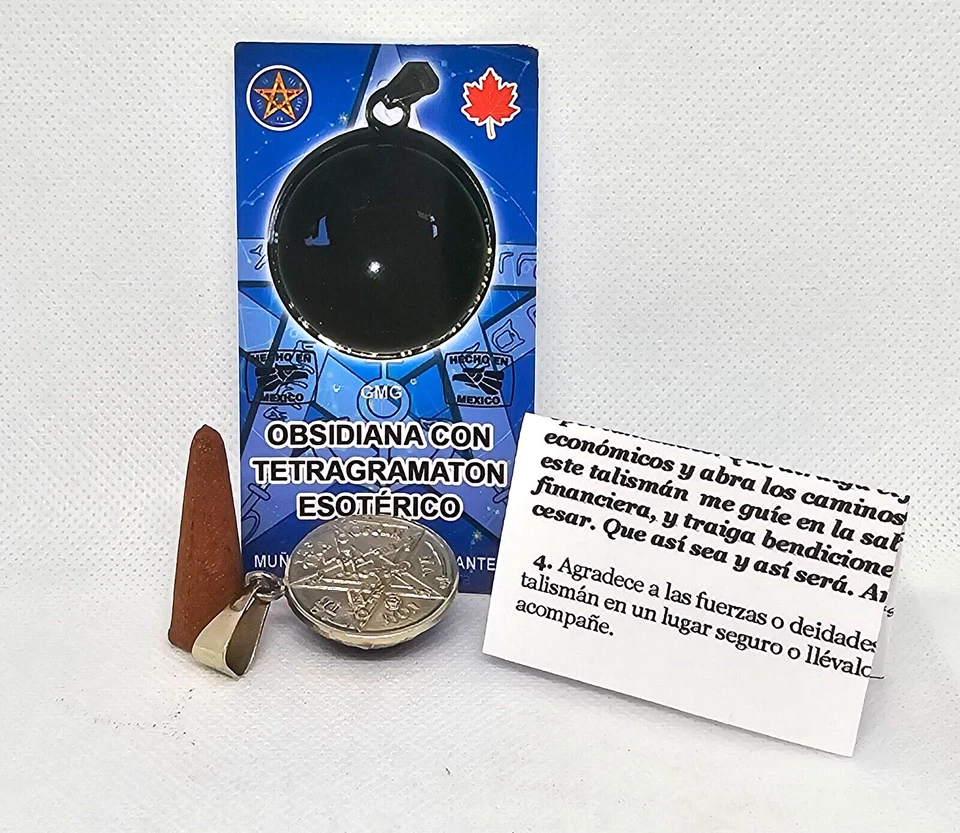 HECHO EN
MEXICO
HECHO EN
MEXICO
GMG
OBSIDIANA CON
TETRAGRAMATON
ESOTÉRICO
económicos y abra los caminos
este talismán me guíe en la
financiera, y traiga
cesar. Que así sea y así será.
4. Agradece a las fuerzas o deidades
talismán en un lugar seguro o
acompañe.